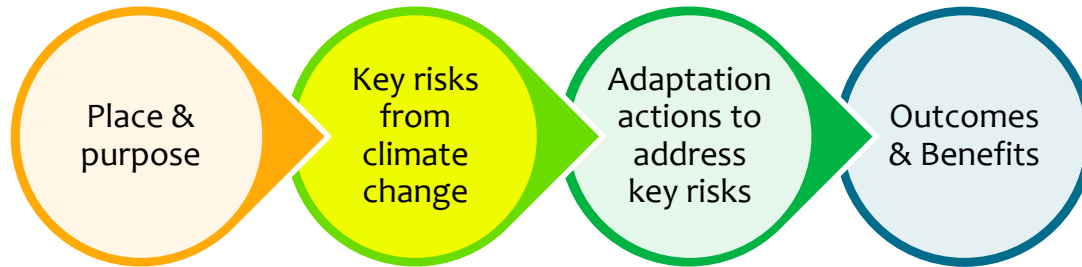 Place &
purpose
Key risks
from
climate
change
Adaptation
actions to
address
key risks
Outcomes
& Benefits